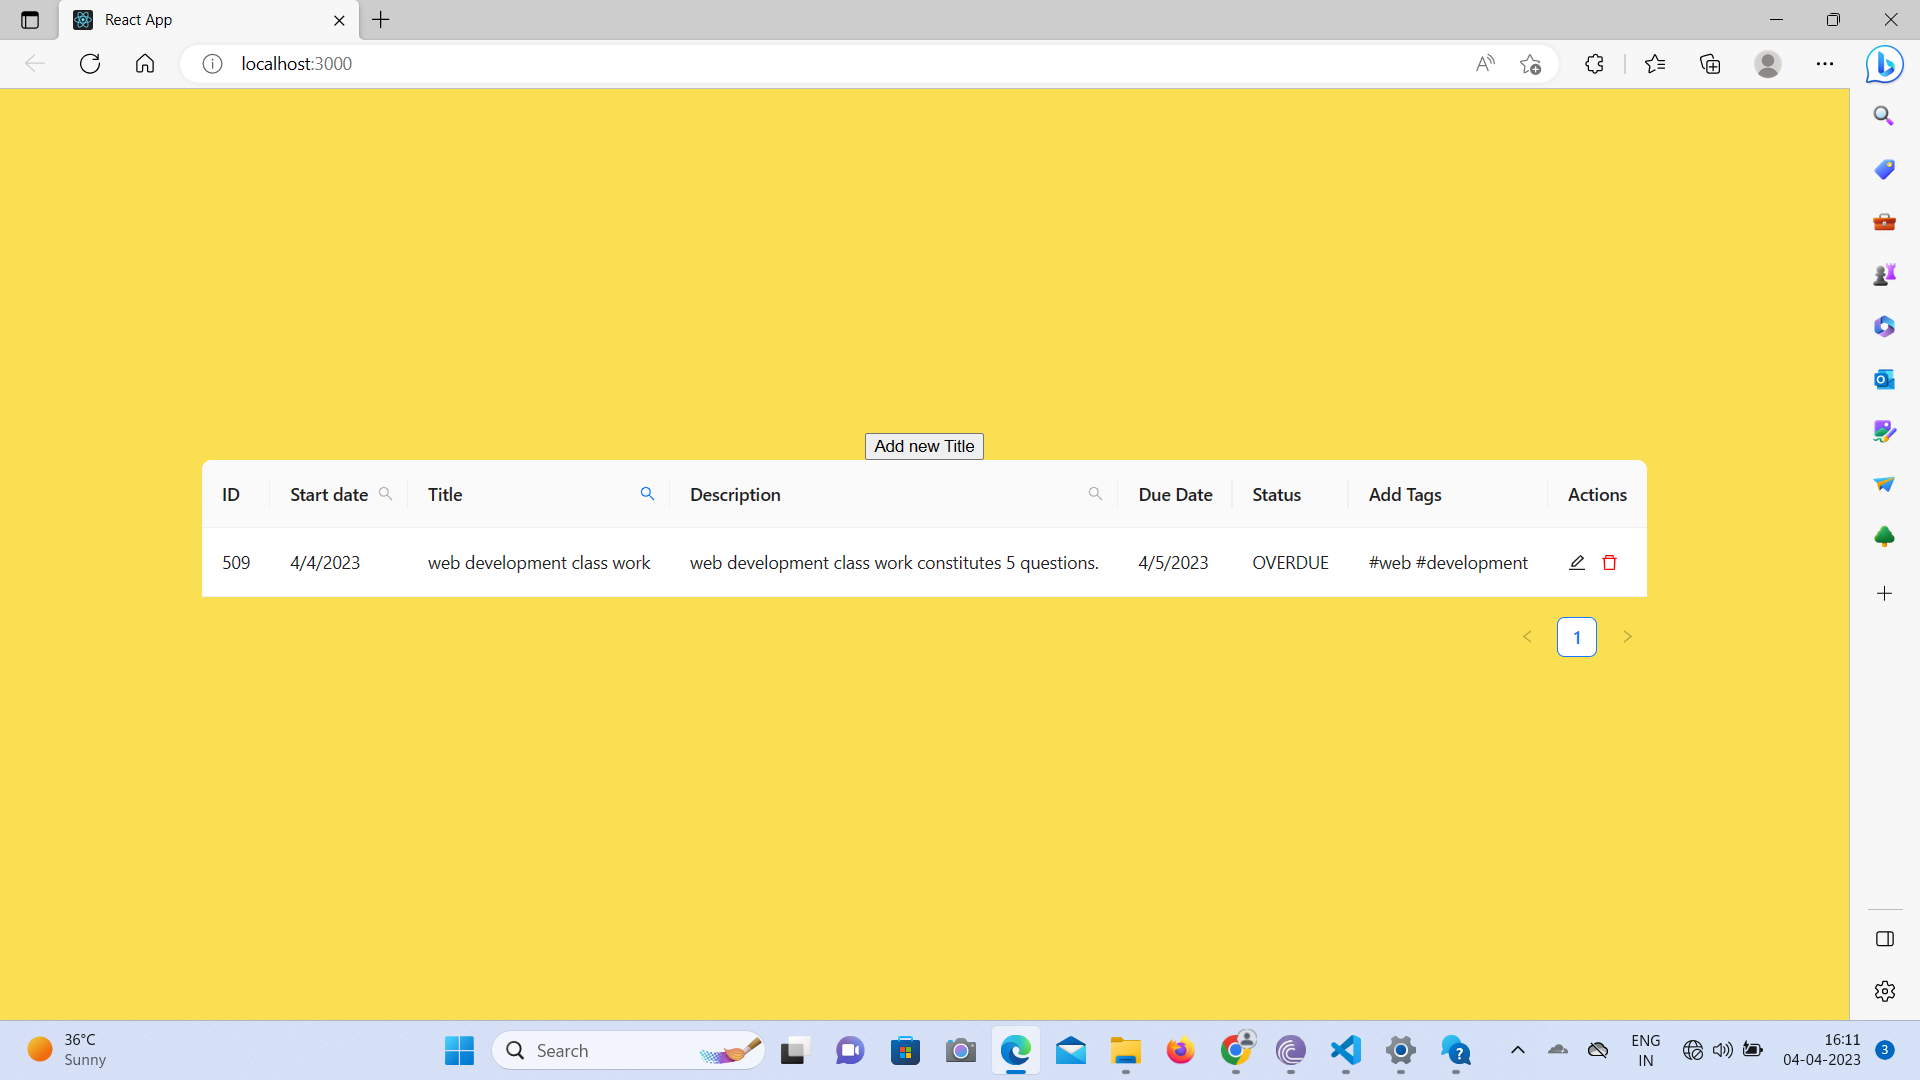 React App
localhost:3000
Add new Title
ID Start date Title Description Due Date Status Add Tags Actions
509 4/4/2023 web development class work web development class work constitutes 5 questions. 4/5/2023 OVERDUE #web #development
1
36°C
Sunny
Search
ENG
IN
16:11
04-04-2023
3